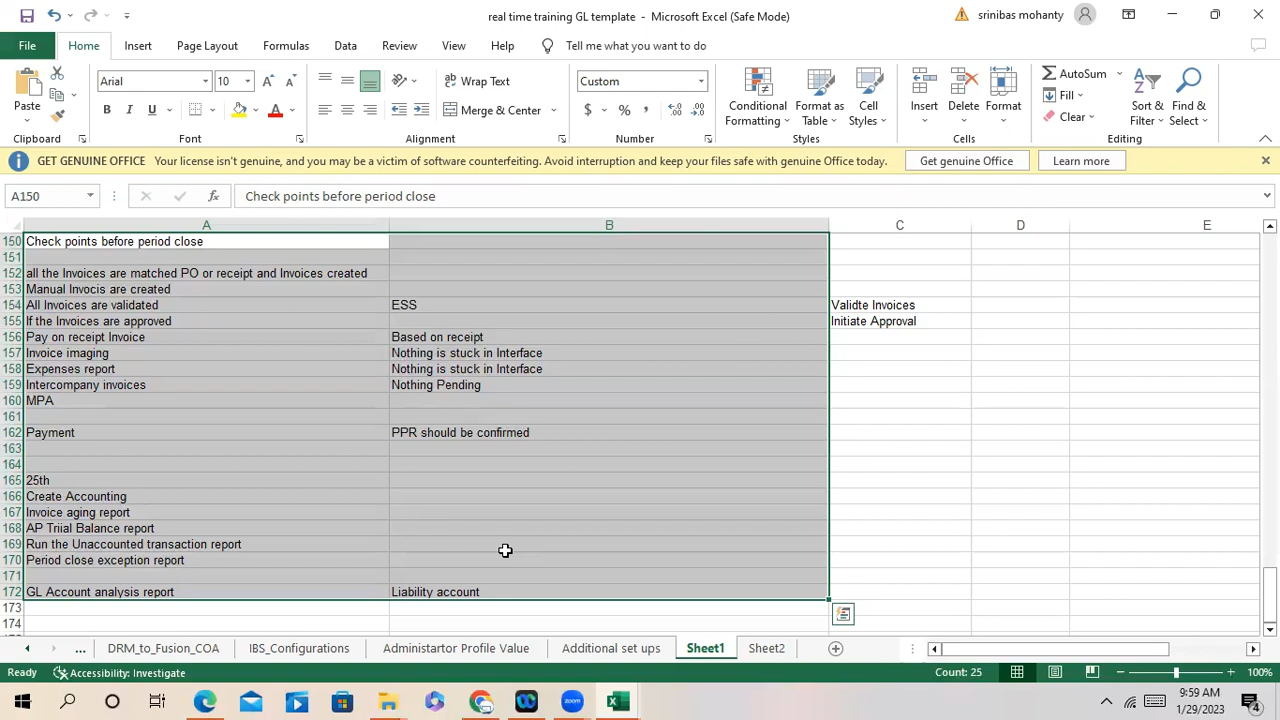 real time training GL template - Microsoft Excel (Safe Mode)
srinibas mohanty
File Home Insert Page Layout Formulas Data Review View Help Tell me what you want to do
Paste
Clipboard
Arial 10
B I U
Font
Wrap Text
Merge & Center
Alignment
Custom
$ % ,
Number
Conditional Formatting
Format as Table
Cell Styles
Styles
Insert Delete Format
Cells
AutoSum
Fill
Clear
Sort & Filter
Find & Select
Editing
GET GENUINE OFFICE Your license isn't genuine, and you may be a victim of software counterfeiting. Avoid interruption and keep your files safe with genuine Office today. Get genuine Office Learn more
A150 fx Check points before period close
A B C D E
150 Check points before period close
151
152 all the Invoices are matched PO or receipt and Invoices created
153 Manual Invocis are created
154 All Invoices are validated ESS Validte Invoices
155 If the Invoices are approved Initiate Approval
156 Pay on receipt Invoice Based on receipt
157 Invoice imaging Nothing is stuck in Interface
158 Expenses report Nothing is stuck in Interface
159 Intercompany invoices Nothing Pending
160 MPA
161
162 Payment PPR should be confirmed
163
164
165 25th
166 Create Accounting
167 Invoice aging report
168 AP Triial Balance report
169 Run the Unaccounted transaction report
170 Period close exception report
171
172 GL Account analysis report Liability account
173
174
... DRM_to_Fusion_COA IBS_Configurations Administartor Profile Value Additional set ups Sheet1 Sheet2
Ready Accessibility: Investigate Count: 25 100%
zoom
9:59 AM
1/29/2023
4